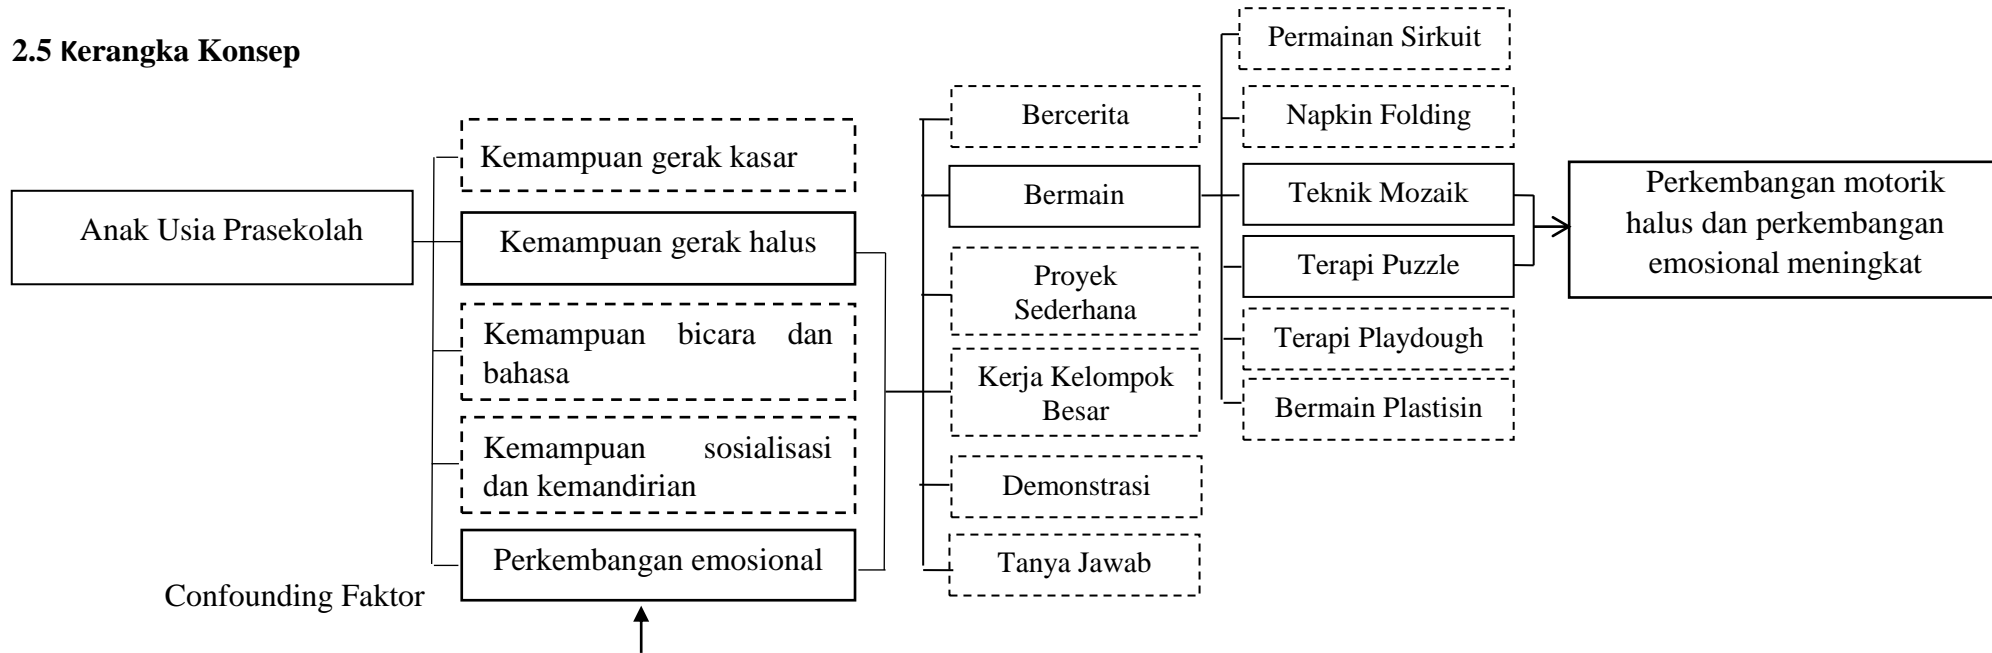 2.5 Kerangka Konsep
Anak Usia Prasekolah
Kemampuan gerak kasar
Kemampuan gerak halus
Kemampuan bicara dan
bahasa
Kemampuan sosialisasi
dan kemandirian
Perkembangan emosional
Confounding Faktor
Bercerita
Bermain
Proyek
Sederhana
Kerja Kelompok
Besar
Demonstrasi
Tanya Jawab
Permainan Sirkuit
Napkin Folding
Teknik Mozaik
Terapi Puzzle
Terapi Playdough
Bermain Plastisin
Perkembangan motorik
halus dan perkembangan
emosional meningkat